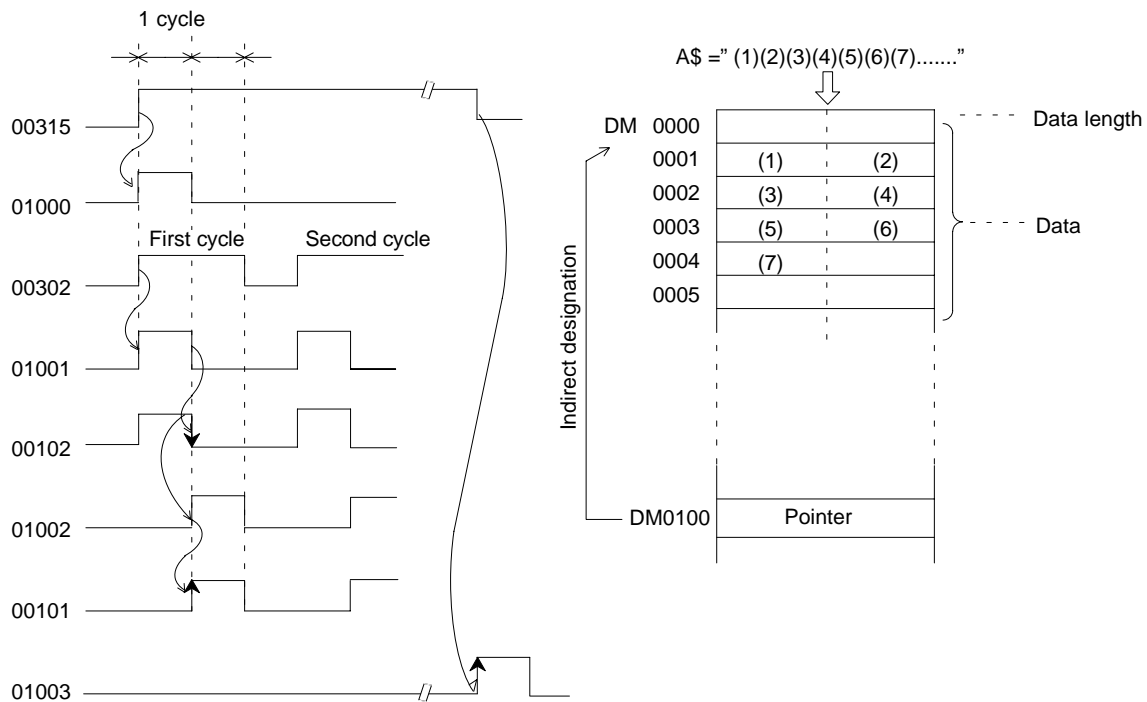 1 cycle
00315
01000
First cycle
Second cycle
00302
01001
00102
01002
00101
01003
A$ =” (1)(2)(3)(4)(5)(6)(7).......”
DM 0000
Data length
0001 (1) (2)
0002 (3) (4)
0003 (5) (6)
Data
0004 (7)
0005
Indirect designation
DM0100 Pointer